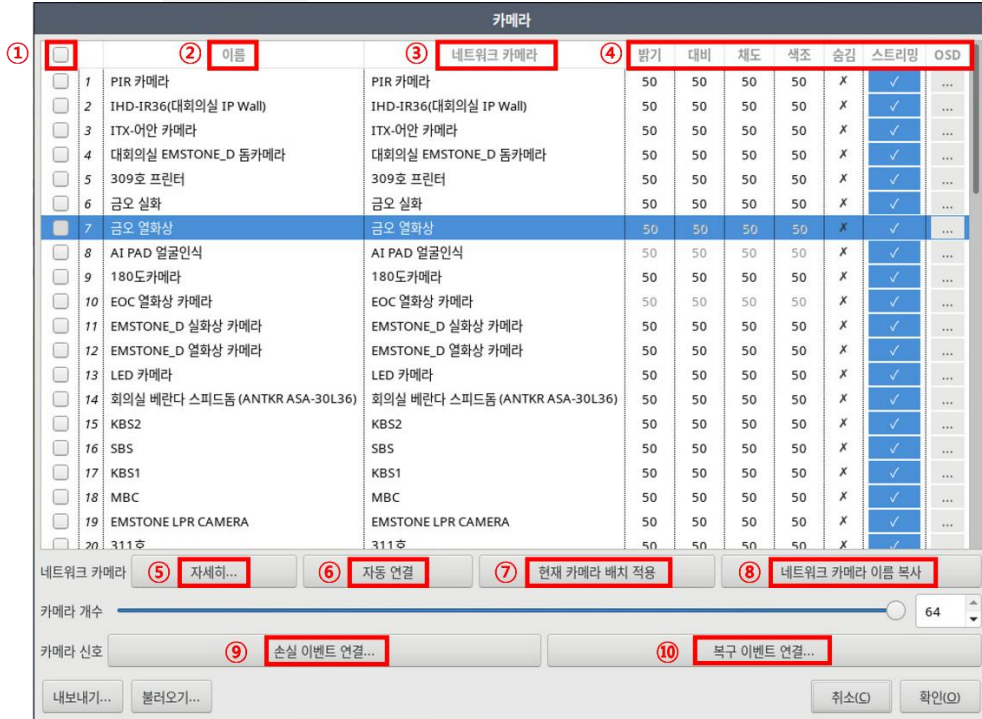 카메라
① ② 이름 ③ 네트워크 카메라 ④ 밝기 대비 채도 색조 숨김 스트리밍 OSD
1 PIR 카메라 PIR 카메라 50 50 50 50 ✗ ✓ ...
2 IHD-IR36(대회의실 IP Wall) IHD-IR36(대회의실 IP Wall) 50 50 50 50 ✗ ✓ ...
3 ITX-어안 카메라 ITX-어안 카메라 50 50 50 50 ✗ ✓ ...
4 대회의실 EMSTONE_D 돔카메라 대회의실 EMSTONE_D 돔카메라 50 50 50 50 ✗ ✓ ...
5 309호 프린터 309호 프린터 50 50 50 50 ✗ ✓ ...
6 금오 실화 금오 실화 50 50 50 50 ✗ ✓ ...
7 금오 열화상 금오 열화상 50 50 50 50 ✗ ✓ ...
8 AI PAD 얼굴인식 AI PAD 얼굴인식 50 50 50 50 ✗ ✓ ...
9 180도카메라 180도카메라 50 50 50 50 ✗ ✓ ...
10 EOC 열화상 카메라 EOC 열화상 카메라 50 50 50 50 ✗ ✓ ...
11 EMSTONE_D 실화상 카메라 EMSTONE_D 실화상 카메라 50 50 50 50 ✗ ✓ ...
12 EMSTONE_D 열화상 카메라 EMSTONE_D 열화상 카메라 50 50 50 50 ✗ ✓ ...
13 LED 카메라 LED 카메라 50 50 50 50 ✗ ✓ ...
14 회의실 베란다 스피드돔 (ANTKR ASA-30L36) 회의실 베란다 스피드돔 (ANTKR ASA-30L36) 50 50 50 50 ✗ ✓ ...
15 KBS2 KBS2 50 50 50 50 ✗ ✓ ...
16 SBS SBS 50 50 50 50 ✗ ✓ ...
17 KBS1 KBS1 50 50 50 50 ✗ ✓ ...
18 MBC MBC 50 50 50 50 ✗ ✓ ...
19 EMSTONE LPR CAMERA EMSTONE LPR CAMERA 50 50 50 50 ✗ ✓ ...
20 311호 311호 50 50 50 50 ✗ ✓ ...
네트워크 카메라 ⑤ 자세히... ⑥ 자동 연결 ⑦ 현재 카메라 배치 적용 ⑧ 네트워크 카메라 이름 복사
카메라 개수 64
카메라 신호 ⑨ 손실 이벤트 연결... ⑩ 복구 이벤트 연결...
내보내기... 불러오기... 취소(C) 확인(O)